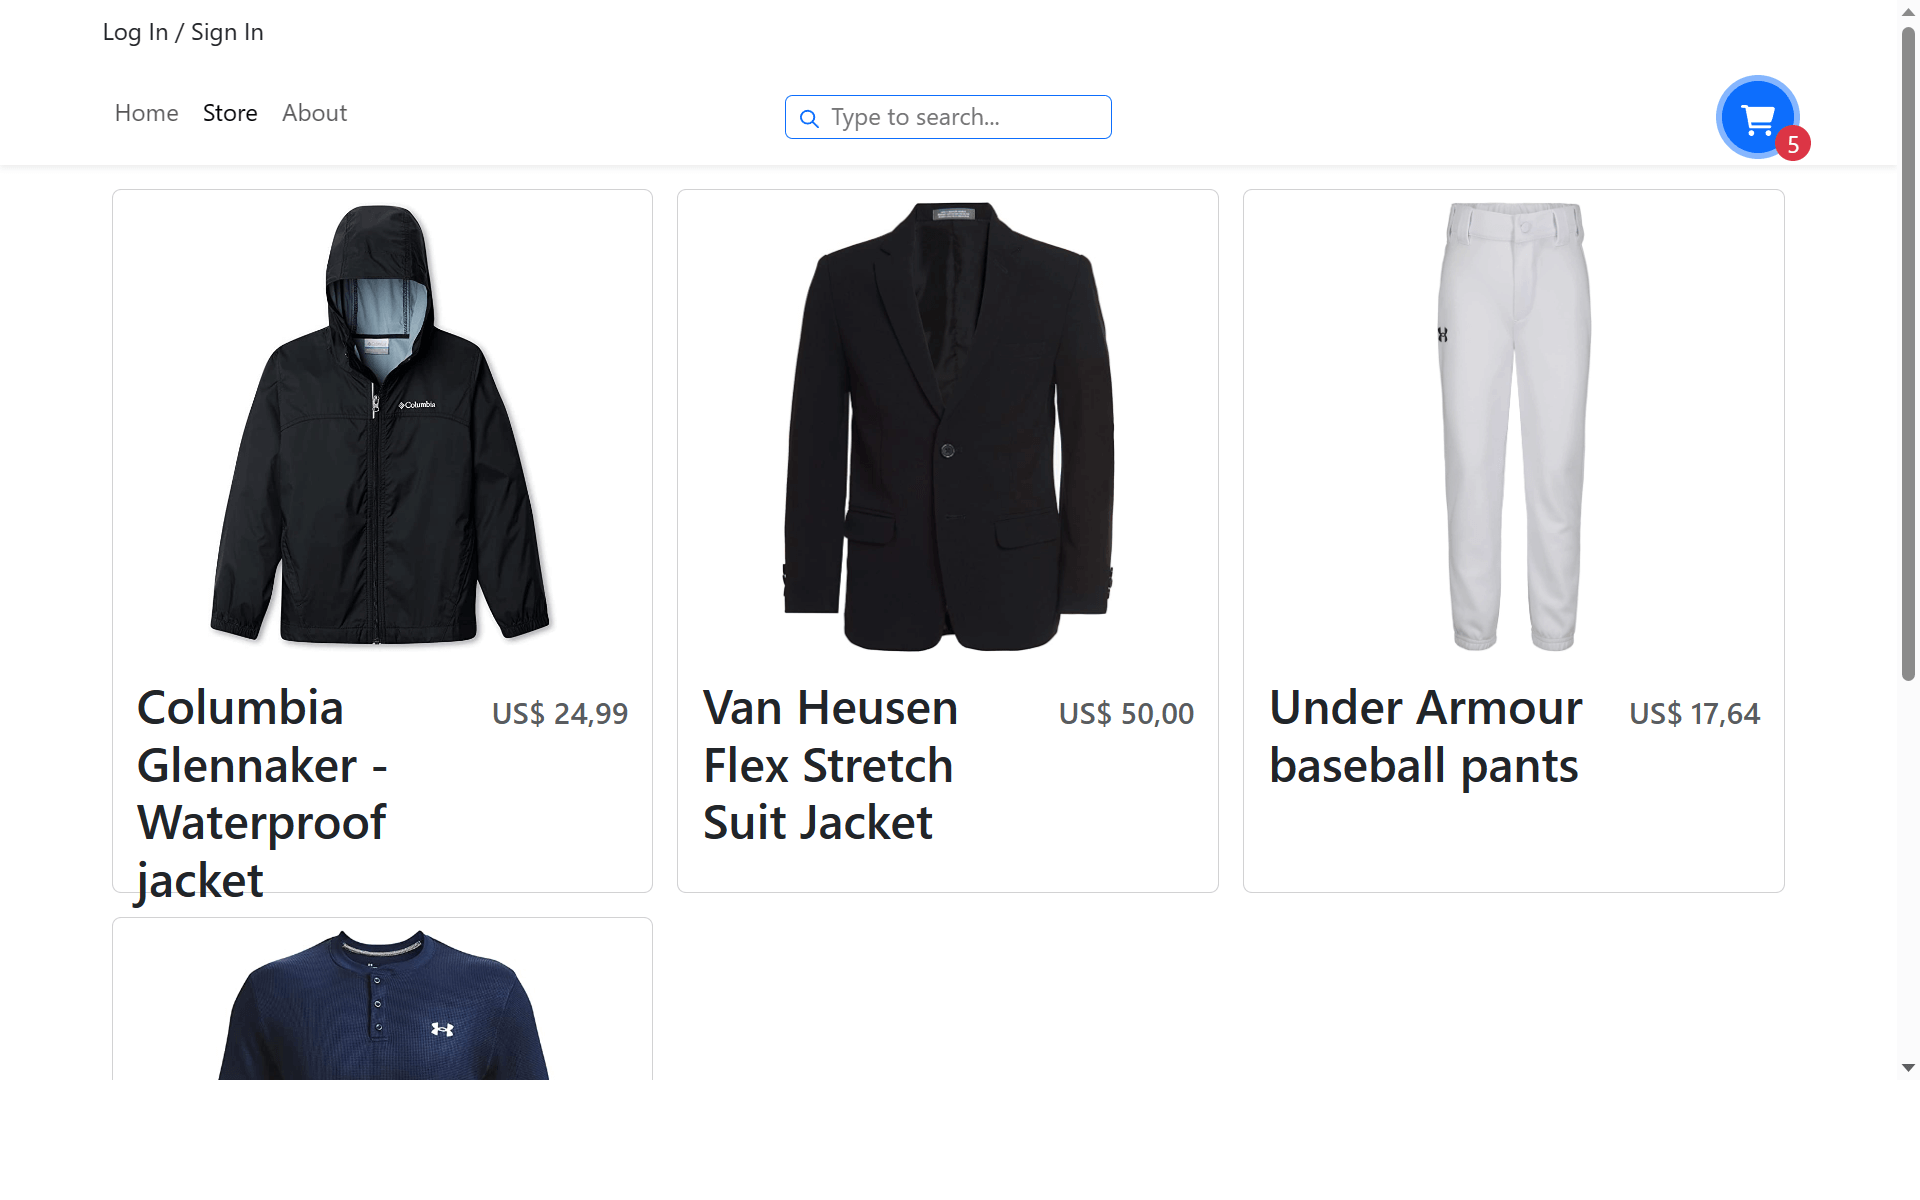 Log In / Sign In
Home Store About
Type to search...
5
Columbia
Columbia
Glennaker -
Waterproof
jacket
US$ 24,99
Van Heusen
Flex Stretch
Suit Jacket
US$ 50,00
Under Armour
baseball pants
US$ 17,64